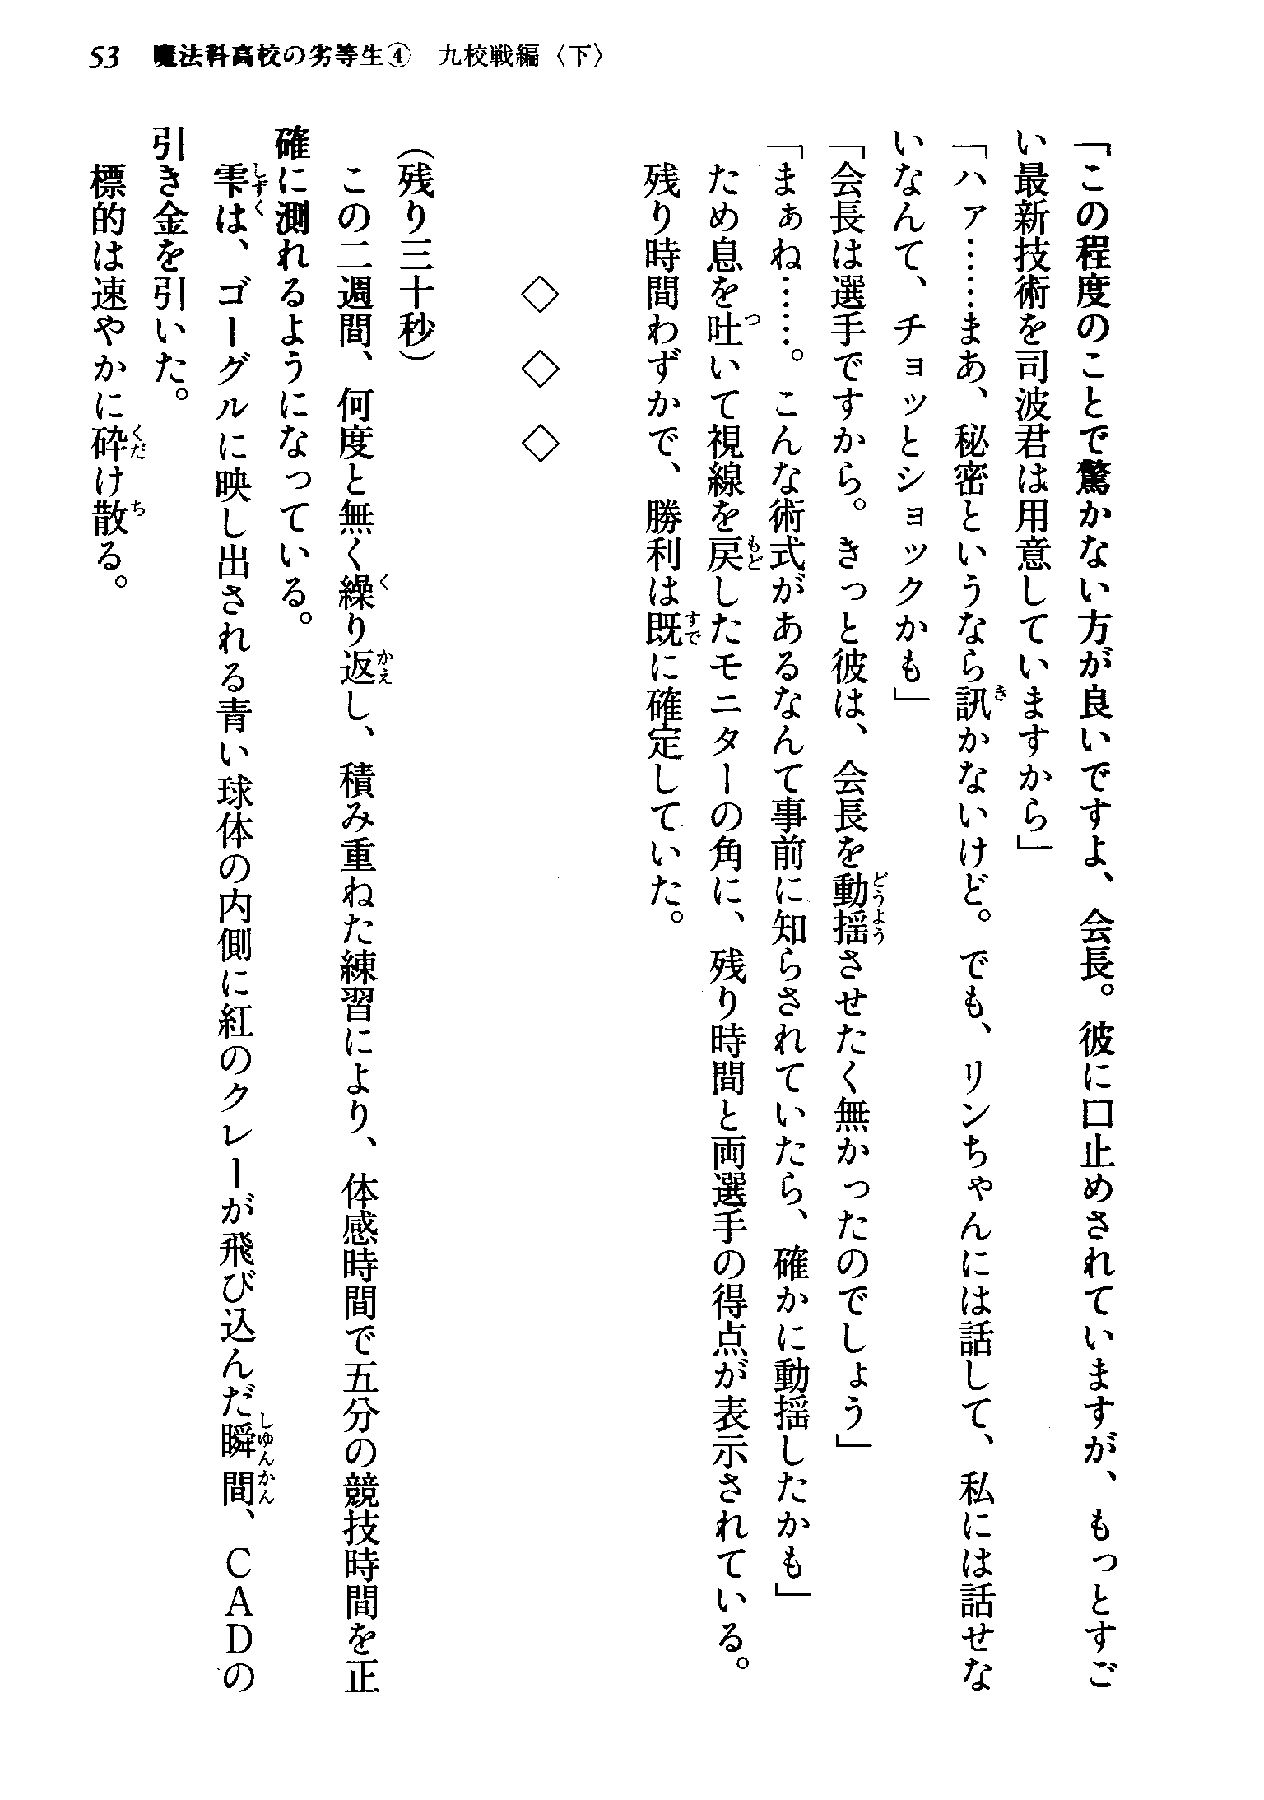 53　魔法科高校の劣等生④　九校戦編〈下〉
「この程度のことで驚かない方が良いですよ、会長。彼に口止めされていますが、もっとすご
い最新技術を司波君は用意していますから」
「ハァ……まあ、秘密というなら訊かないけど。でも、リンちゃんには話して、私には話せな
いなんて、チョッとショックかも」
「会長は選手ですから。きっと彼は、会長を動揺させたく無かったのでしょう」
「まぁね……。こんな術式があるなんて事前に知らされていたら、確かに動揺したかも」
　ため息を吐いて視線を戻したモニターの角に、残り時間と両選手の得点が表示されている。
　残り時間わずかで、勝利は既に確定していた。
◇　◇　◇
（残り三十秒）
　この二週間、何度と無く繰り返し、積み重ねた練習により、体感時間で五分の競技時間を正
確に測れるようになっている。
　雫は、ゴーグルに映し出される青い球体の内側に紅のクレーが飛び込んだ瞬間、ＣＡＤの
引き金を引いた。
　標的は速やかに砕け散る。